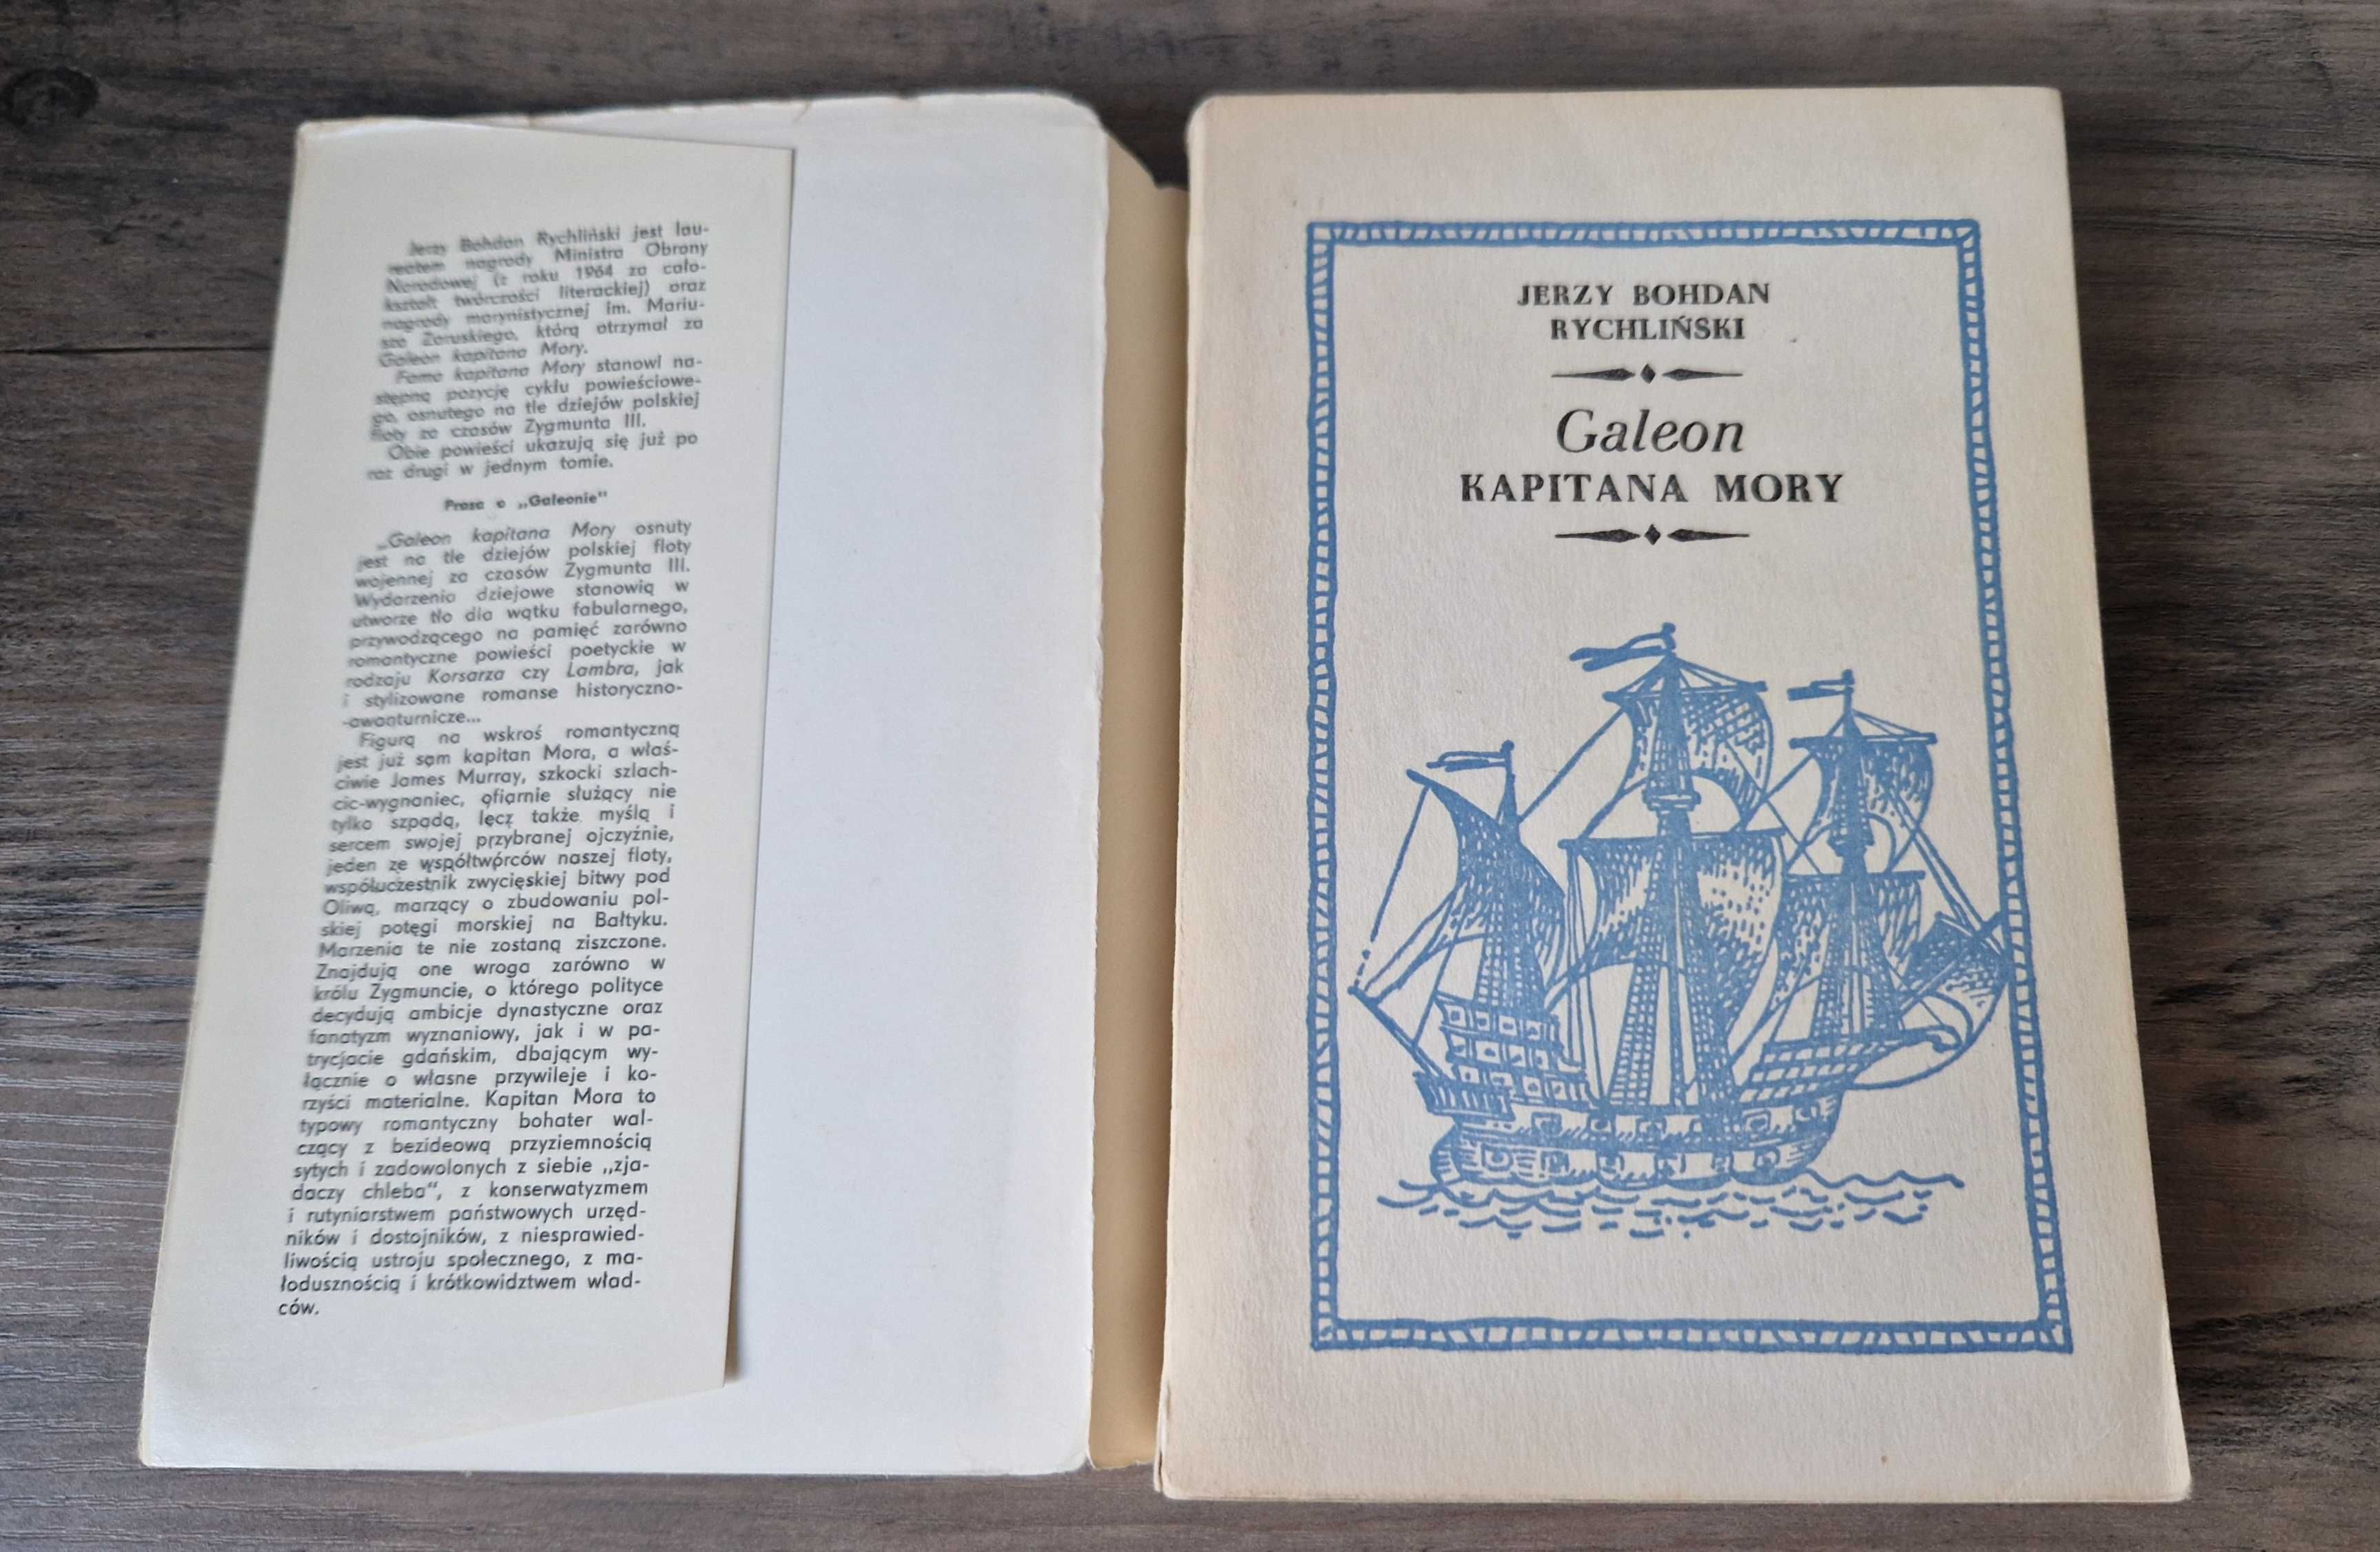 Jerzy Bohdan Rychliński jest lau-
reatem nagrody Ministra Obrony
Narodowej (z roku 1964 za cało-
kształt twórczości literackiej) oraz
nagrody marynistycznej im. Mariu-
sza Zaruskiego, którą otrzymał za
Galeon kapitana Mory.
Fama kapitana Mory stanowi na-
stępną pozycję cyklu powieściowe-
go, osnutego na tle dziejów polskiej
floty za czasów Zygmunta III.
Obie powieści ukazują się już po
raz drugi w jednym tomie.
Prasa o „Galeonie"
„Galeon kapitana Mory osnuty
jest na tle dziejów polskiej floty
wojennej za czasów Zygmunta III.
Wydarzenia dziejowe stanowią w
utworze tło dla wątku fabularnego,
przywodzącego na pamięć zarówno
romantyczne powieści poetyckie w
rodzaju Korsarza czy Lambra, jak
i stylizowane romanse historyczno-
-awanturnicze...
Figurą na wskroś romantyczną
jest już sam kapitan Mora, a właś-
ciwie James Murray, szkocki szlach-
cic-wygnaniec, ofiarnie służący nie
tylko szpadą, lecz także myślą i
sercem swojej przybranej ojczyźnie,
jeden ze współtwórców naszej floty,
współuczestnik zwycięskiej bitwy pod
Oliwą, marzący o zbudowaniu pol-
skiej potęgi morskiej na Bałtyku.
Marzenia te nie zostaną ziszczone.
Znajdują one wroga zarówno w
królu Zygmuncie, o którego polityce
decydują ambicje dynastyczne oraz
fanatyzm wyznaniowy, jak i w pa-
trycjacie gdańskim, dbającym wy-
łącznie o własne przywileje i ko-
rzyści materialne. Kapitan Mora to
typowy romantyczny bohater wal-
czący z bezideową przyziemnością
sytych i zadowolonych z siebie „zja-
daczy chleba", z konserwatyzmem
i rutyniarstwem państwowych urzęd-
ników i dostojników, z niesprawied-
liwością ustroju społecznego, z ma-
łodusznością i krótkowidztwem wład-
ców.
JERZY BOHDAN
RYCHLIŃSKI
Galeon
KAPITANA MORY